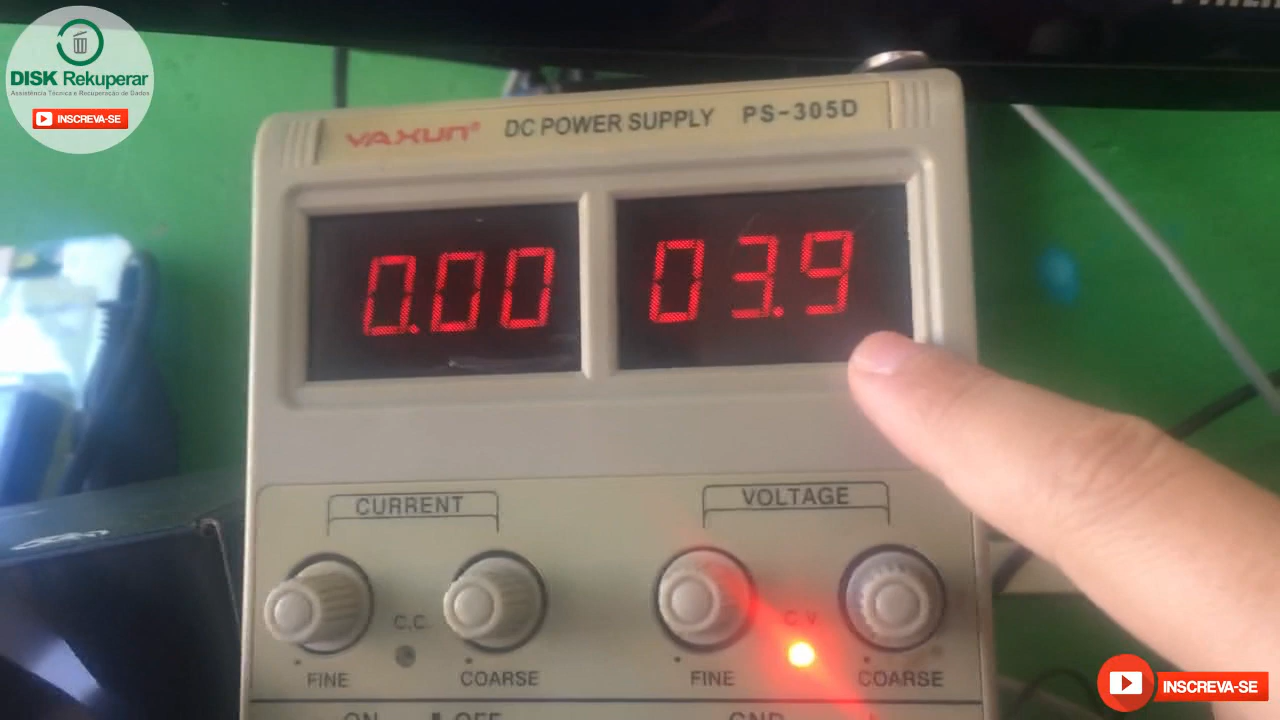 DISK Rekuperar
Assistência Técnica e Recuperação de Dados
INSCREVA-SE
YAXUN® DC POWER SUPPLY PS-305D
0.00 03.9
CURRENT VOLTAGE
C.C. C.V
FINE COARSE FINE COARSE
ON OFF GND
INSCREVA-SE